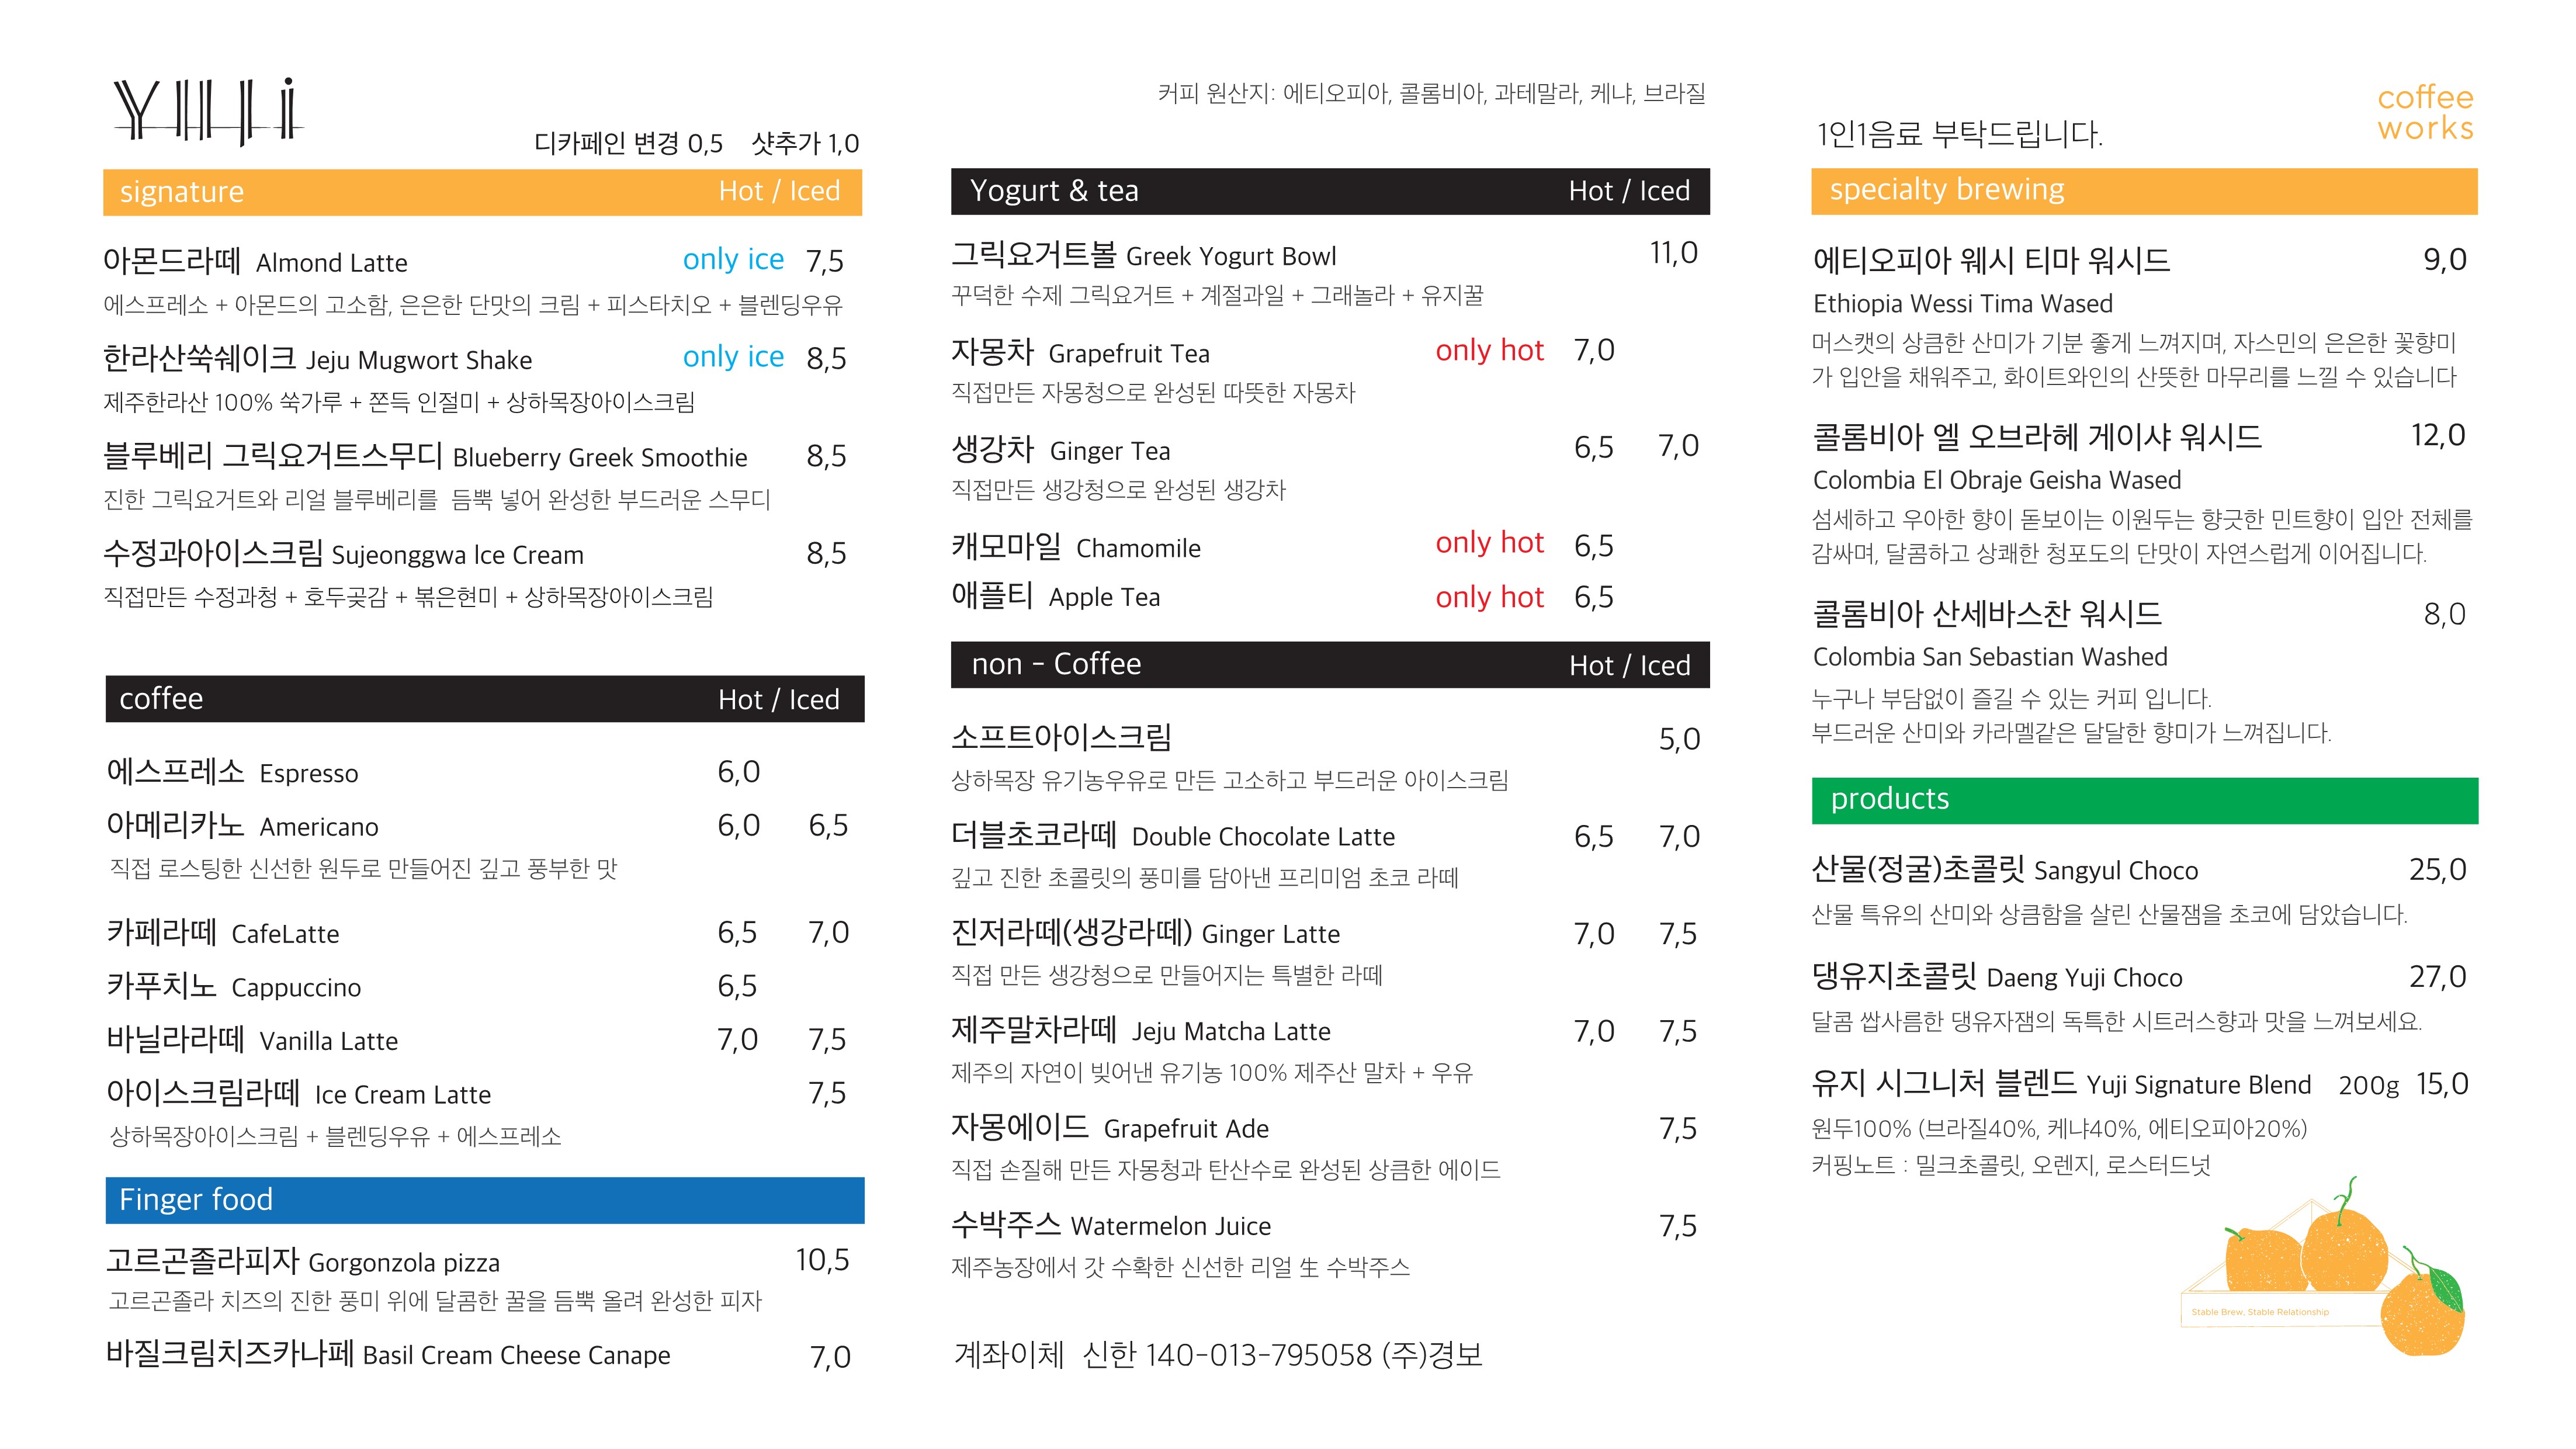 YUJI
디카페인 변경 0,5 샷추가 1,0
signature Hot / Iced
아몬드라떼 Almond Latte only ice 7,5
에스프레소 + 아몬드의 고소함, 은은한 단맛의 크림 + 피스타치오 + 블렌딩우유
한라산쑥쉐이크 Jeju Mugwort Shake only ice 8,5
제주한라산 100% 쑥가루 + 쫀득 인절미 + 상하목장아이스크림
블루베리 그릭요거트스무디 Blueberry Greek Smoothie 8,5
진한 그릭요거트와 리얼 블루베리를 듬뿍 넣어 완성한 부드러운 스무디
수정과아이스크림 Sujeonggwa Ice Cream 8,5
직접만든 수정과청 + 호두곶감 + 볶은현미 + 상하목장아이스크림
coffee Hot / Iced
에스프레소 Espresso 6,0
아메리카노 Americano 6,0 6,5
직접 로스팅한 신선한 원두로 만들어진 깊고 풍부한 맛
카페라떼 CafeLatte 6,5 7,0
카푸치노 Cappuccino 6,5
바닐라라떼 Vanilla Latte 7,0 7,5
아이스크림라떼 Ice Cream Latte 7,5
상하목장아이스크림 + 블렌딩우유 + 에스프레소
Finger food
고르곤졸라피자 Gorgonzola pizza 10,5
고르곤졸라 치즈의 진한 풍미 위에 달콤한 꿀을 듬뿍 올려 완성한 피자
바질크림치즈카나페 Basil Cream Cheese Canape 7,0
커피 원산지: 에티오피아, 콜롬비아, 과테말라, 케냐, 브라질
Yogurt & tea Hot / Iced
그릭요거트볼 Greek Yogurt Bowl 11,0
꾸덕한 수제 그릭요거트 + 계절과일 + 그래놀라 + 유지꿀
자몽차 Grapefruit Tea only hot 7,0
직접만든 자몽청으로 완성된 따뜻한 자몽차
생강차 Ginger Tea 6,5 7,0
직접만든 생강청으로 완성된 생강차
캐모마일 Chamomile only hot 6,5
애플티 Apple Tea only hot 6,5
non - Coffee Hot / Iced
소프트아이스크림 5,0
상하목장 유기농우유로 만든 고소하고 부드러운 아이스크림
더블초코라떼 Double Chocolate Latte 6,5 7,0
깊고 진한 초콜릿의 풍미를 담아낸 프리미엄 초코 라떼
진저라떼(생강라떼) Ginger Latte 7,0 7,5
직접 만든 생강청으로 만들어지는 특별한 라떼
제주말차라떼 Jeju Matcha Latte 7,0 7,5
제주의 자연이 빚어낸 유기농 100% 제주산 말차 + 우유
자몽에이드 Grapefruit Ade 7,5
직접 손질해 만든 자몽청과 탄산수로 완성된 상큼한 에이드
수박주스 Watermelon Juice 7,5
제주농장에서 갓 수확한 신선한 리얼 生 수박주스
계좌이체 신한 140-013-795058 (주)경보
coffee
works
1인1음료 부탁드립니다.
specialty brewing
에티오피아 웨시 티마 워시드 9,0
Ethiopia Wessi Tima Wased
머스캣의 상큼한 산미가 기분 좋게 느껴지며, 자스민의 은은한 꽃향미
가 입안을 채워주고, 화이트와인의 산뜻한 마무리를 느낄 수 있습니다
콜롬비아 엘 오브라헤 게이샤 워시드 12,0
Colombia El Obraje Geisha Wased
섬세하고 우아한 향이 돋보이는 이원두는 향긋한 민트향이 입안 전체를
감싸며, 달콤하고 상쾌한 청포도의 단맛이 자연스럽게 이어집니다.
콜롬비아 산세바스찬 워시드 8,0
Colombia San Sebastian Washed
누구나 부담없이 즐길 수 있는 커피 입니다.
부드러운 산미와 카라멜같은 달달한 향미가 느껴집니다.
products
산물(정굴)초콜릿 Sangyul Choco 25,0
산물 특유의 산미와 상큼함을 살린 산물잼을 초코에 담았습니다.
댕유지초콜릿 Daeng Yuji Choco 27,0
달콤 쌉사름한 댕유자잼의 독특한 시트러스향과 맛을 느껴보세요.
유지 시그니처 블렌드 Yuji Signature Blend 200g 15,0
원두100% (브라질40%, 케냐40%, 에티오피아20%)
커핑노트 : 밀크초콜릿, 오렌지, 로스터드넛
Stable Brew, Stable Relationship